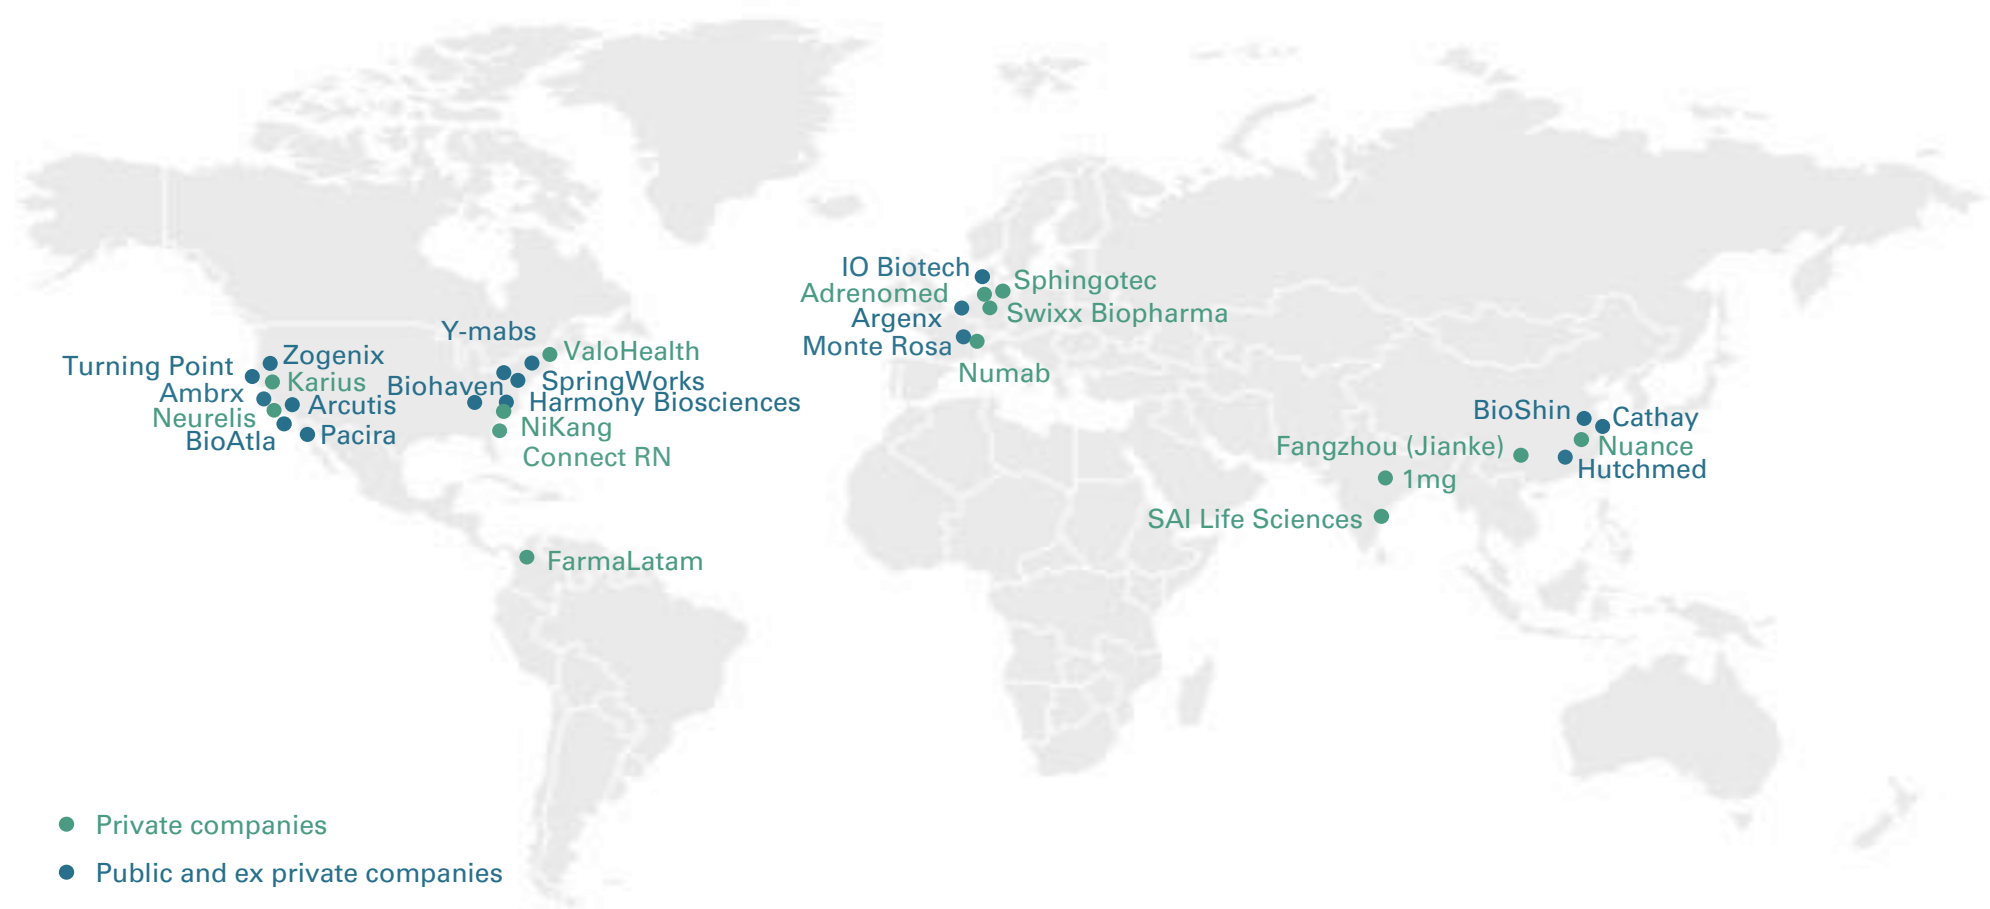 IO Biotech
Sphingotec
Adrenomed
Swixx Biopharma
Argenx
Monte Rosa
Numab
Y-mabs
ValoHealth
Zogenix
Turning Point
Karius
Biohaven
SpringWorks
Ambrx
Arcutis
Harmony Biosciences
Neurelis
NiKang
BioAtla
Pacira
Connect RN
BioShin
Cathay
Fangzhou (Jianke)
Nuance
Hutchmed
1mg
SAI Life Sciences
FarmaLatam
Private companies
Public and ex private companies